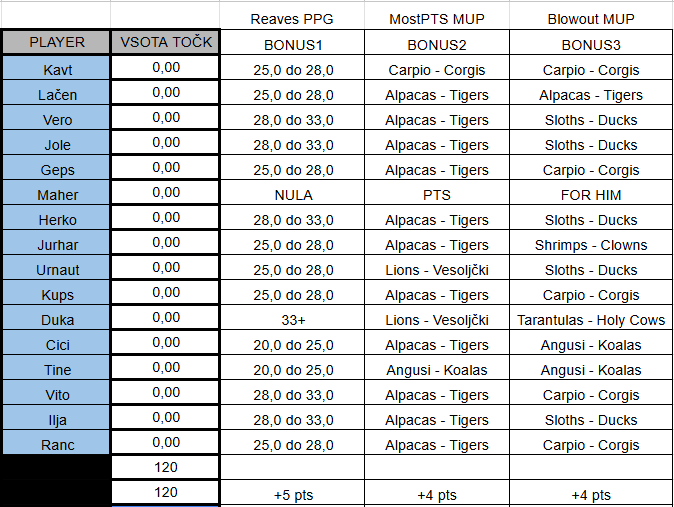 Reaves PPG MostPTS MUP Blowout MUP
PLAYER VSOTA TOČK BONUS1 BONUS2 BONUS3
Kavt 0,00 25,0 do 28,0 Carpio - Corgis Carpio - Corgis
Lačen 0,00 25,0 do 28,0 Alpacas - Tigers Alpacas - Tigers
Vero 0,00 28,0 do 33,0 Alpacas - Tigers Sloths - Ducks
Jole 0,00 28,0 do 33,0 Alpacas - Tigers Sloths - Ducks
Geps 0,00 25,0 do 28,0 Alpacas - Tigers Carpio - Corgis
Maher 0,00 NULA PTS FOR HIM
Herko 0,00 28,0 do 33,0 Alpacas - Tigers Sloths - Ducks
Jurhar 0,00 25,0 do 28,0 Alpacas - Tigers Shrimps - Clowns
Urnaut 0,00 25,0 do 28,0 Lions - Vesoljčki Sloths - Ducks
Kups 0,00 25,0 do 28,0 Alpacas - Tigers Carpio - Corgis
Duka 0,00 33+ Lions - Vesoljčki Tarantulas - Holy Cows
Cici 0,00 20,0 do 25,0 Alpacas - Tigers Angusi - Koalas
Tine 0,00 20,0 do 25,0 Angusi - Koalas Angusi - Koalas
Vito 0,00 28,0 do 33,0 Alpacas - Tigers Carpio - Corgis
Ilja 0,00 28,0 do 33,0 Alpacas - Tigers Sloths - Ducks
Ranc 0,00 25,0 do 28,0 Alpacas - Tigers Carpio - Corgis
120
120 +5 pts +4 pts +4 pts